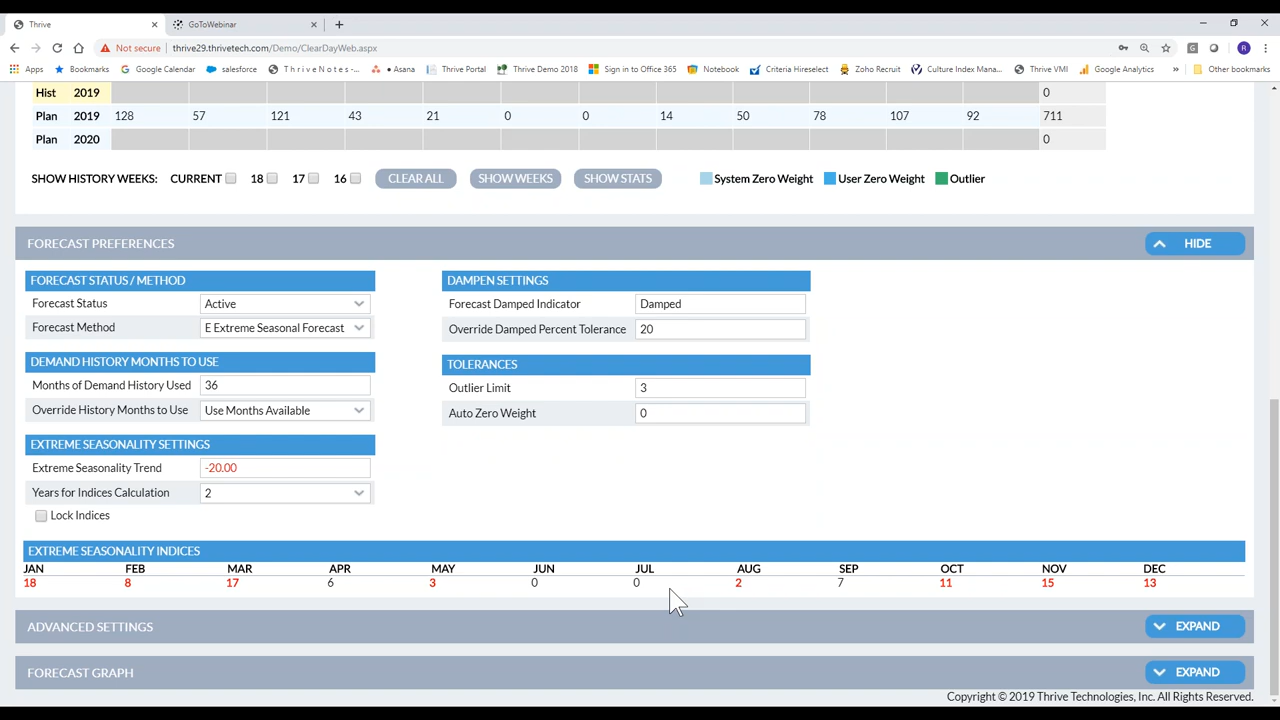 Thrive
GoToWebinar
Not secure | thrive29.thrivetech.com/Demo/ClearDayWeb.aspx
Apps Bookmarks Google Calendar salesforce T h r i v e N o t e s -... Asana Thrive Portal Thrive Demo 2018 Sign in to Office 365 Notebook Criteria Hireselect Zoho Recruit Culture Index Mana... Thrive VMI Google Analytics » Other bookmarks
Hist 2019 0
Plan 2019 128 57 121 43 21 0 0 14 50 78 107 92 711
Plan 2020 0
SHOW HISTORY WEEKS: CURRENT 18 17 16 CLEAR ALL SHOW WEEKS SHOW STATS System Zero Weight User Zero Weight Outlier
FORECAST PREFERENCES HIDE
FORECAST STATUS / METHOD
Forecast Status Active
Forecast Method E Extreme Seasonal Forecast
DEMAND HISTORY MONTHS TO USE
Months of Demand History Used 36
Override History Months to Use Use Months Available
EXTREME SEASONALITY SETTINGS
Extreme Seasonality Trend -20.00
Years for Indices Calculation 2
Lock Indices
DAMPEN SETTINGS
Forecast Damped Indicator Damped
Override Damped Percent Tolerance 20
TOLERANCES
Outlier Limit 3
Auto Zero Weight 0
EXTREME SEASONALITY INDICES
JAN FEB MAR APR MAY JUN JUL AUG SEP OCT NOV DEC
18 8 17 6 3 0 0 2 7 11 15 13
ADVANCED SETTINGS EXPAND
FORECAST GRAPH EXPAND
Copyright © 2019 Thrive Technologies, Inc. All Rights Reserved.